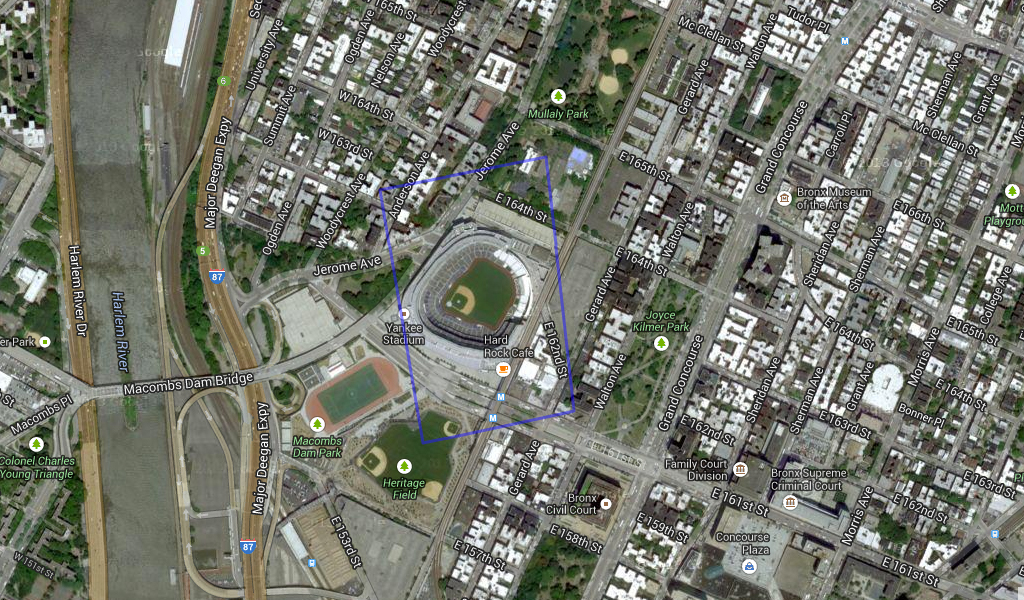 165th St
Tudor Pl
Mc Clellan St
Walton Ave
Ogden Ave
Nelson Ave
Woodycrest
University Ave
6
M
Gerard Ave
Sherman Ave
Grant Ave
W 164th St
Mullaly Park
Summit Ave
W 163rd St
Jerome Ave
Grand Concourse
Carroll Pl
Mc Clellan St
Major Deegan Expy
Anderson Ave
E 165th St
Woodycrest Ave
E 164th St
Bronx Museum
of the Arts
E 166th St
Ogden Ave
Walton Ave
Sheridan Ave
Sherman Ave
5
87
Jerome Ave
E 164th St
Harlem River Dr
Harlem River
Gerard Ave
College Ave
Joyce
Kilmer Park
Yankee
Stadium
Hard
Rock Cafe
E 162nd St
E 164th St
E 165th St
er Park
Morris Ave
Macombs Dam Bridge
Walton Ave
Grand Concourse
Sheridan Ave
Sherman Ave
Grant Ave
E 164th St
Macombs Pl
M
M
E 163rd St
Bonner Pl
Macombs
Dam Park
E 162nd St
Colonel Charles
Young Triangle
Major Deegan Expy
Heritage
Field
Gerard Ave
Family Court
Division
Bronx Supreme
Criminal Court
E 163rd St
Bronx
Civil Court
E 161st St
Morris Ave
E 162nd St
E 153rd St
E 159th St
E 158th St
Concourse
Plaza
87
W 151st St
E 157th St
E 161st St